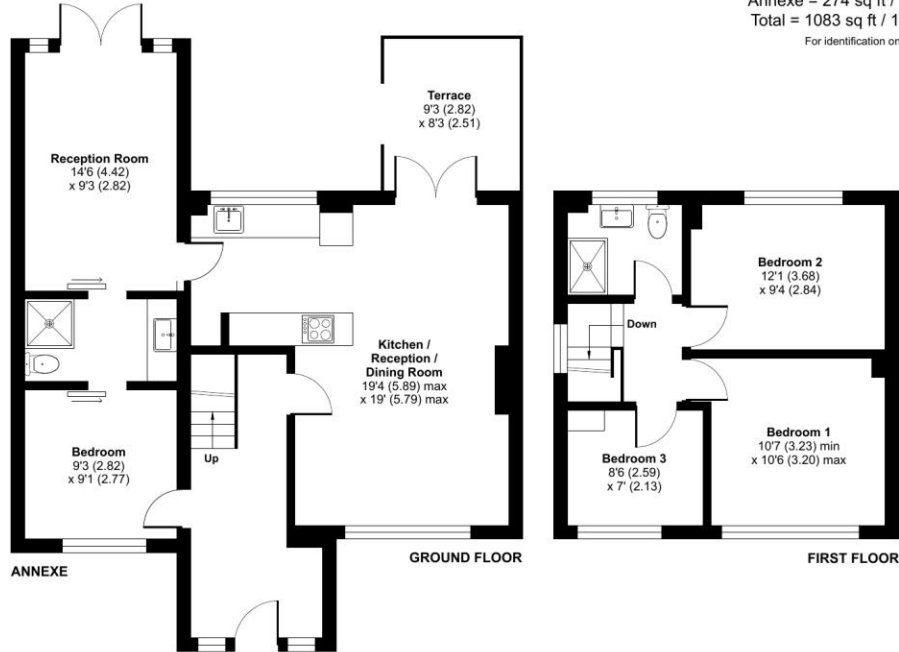 Annexe = 274 sq ft /
Total = 1083 sq ft / 1
For identification on
Terrace
9'3 (2.82)
x 8'3 (2.51)
Reception Room
14'6 (4.42)
x 9'3 (2.82)
Bedroom 2
12'1 (3.68)
x 9'4 (2.84)
Down
Kitchen /
Reception /
Dining Room
19'4 (5.89) max
x 19' (5.79) max
Bedroom 1
10'7 (3.23) min
x 10'6 (3.20) max
Bedroom
9'3 (2.82)
x 9'1 (2.77)
Up
Bedroom 3
8'6 (2.59)
x 7' (2.13)
GROUND FLOOR
FIRST FLOOR
ANNEXE